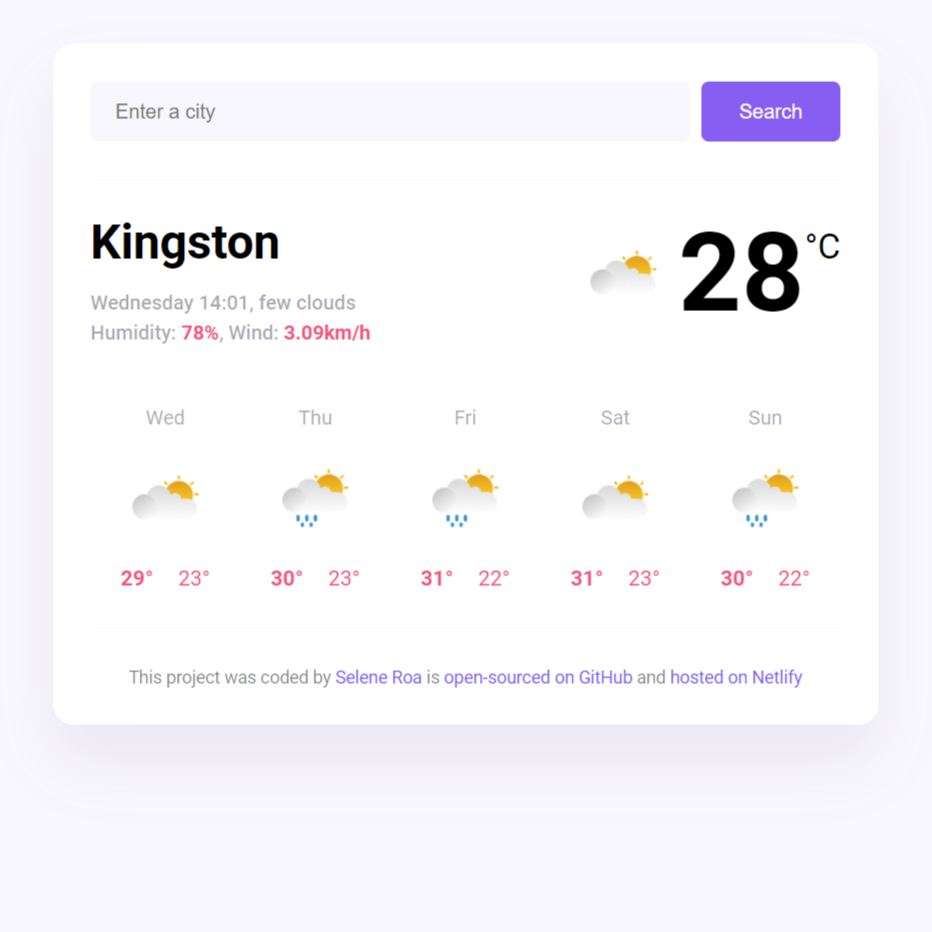 Enter a city Search
Kingston
28 °C
Wednesday 14:01, few clouds
Humidity: 78%, Wind: 3.09km/h
Wed Thu Fri Sat Sun
29° 23° 30° 23° 31° 22° 31° 23° 30° 22°
This project was coded by Selene Roa is open-sourced on GitHub and hosted on Netlify